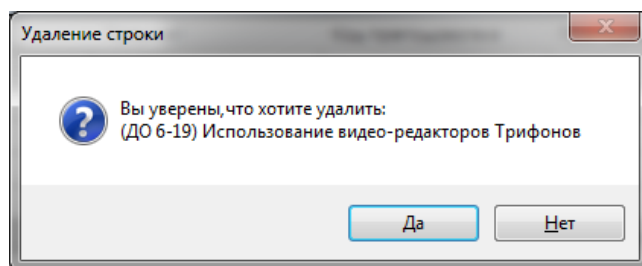 Удаление строки
Вы уверены,что хотите удалить:
(ДО 6-19) Использование видео-редакторов Трифонов
Да
Нет